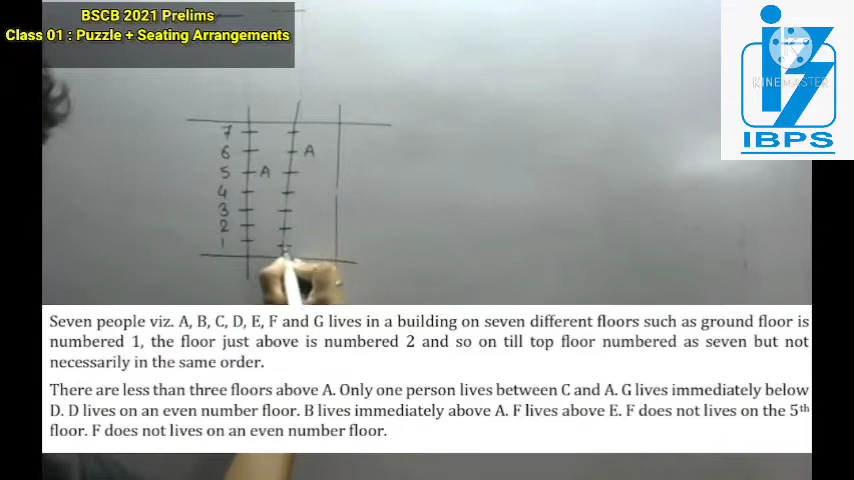 BSCB 2021 Prelims
Class 01 : Puzzle + Seating Arrangements
KINEMASTER
IBPS
7
6 A
5 A
4
3
2
1
Seven people viz. A, B, C, D, E, F and G lives in a building on seven different floors such as ground floor is
numbered 1, the floor just above is numbered 2 and so on till top floor numbered as seven but not
necessarily in the same order.
There are less than three floors above A. Only one person lives between C and A. G lives immediately below
D. D lives on an even number floor. B lives immediately above A. F lives above E. F does not lives on the 5th
floor. F does not lives on an even number floor.